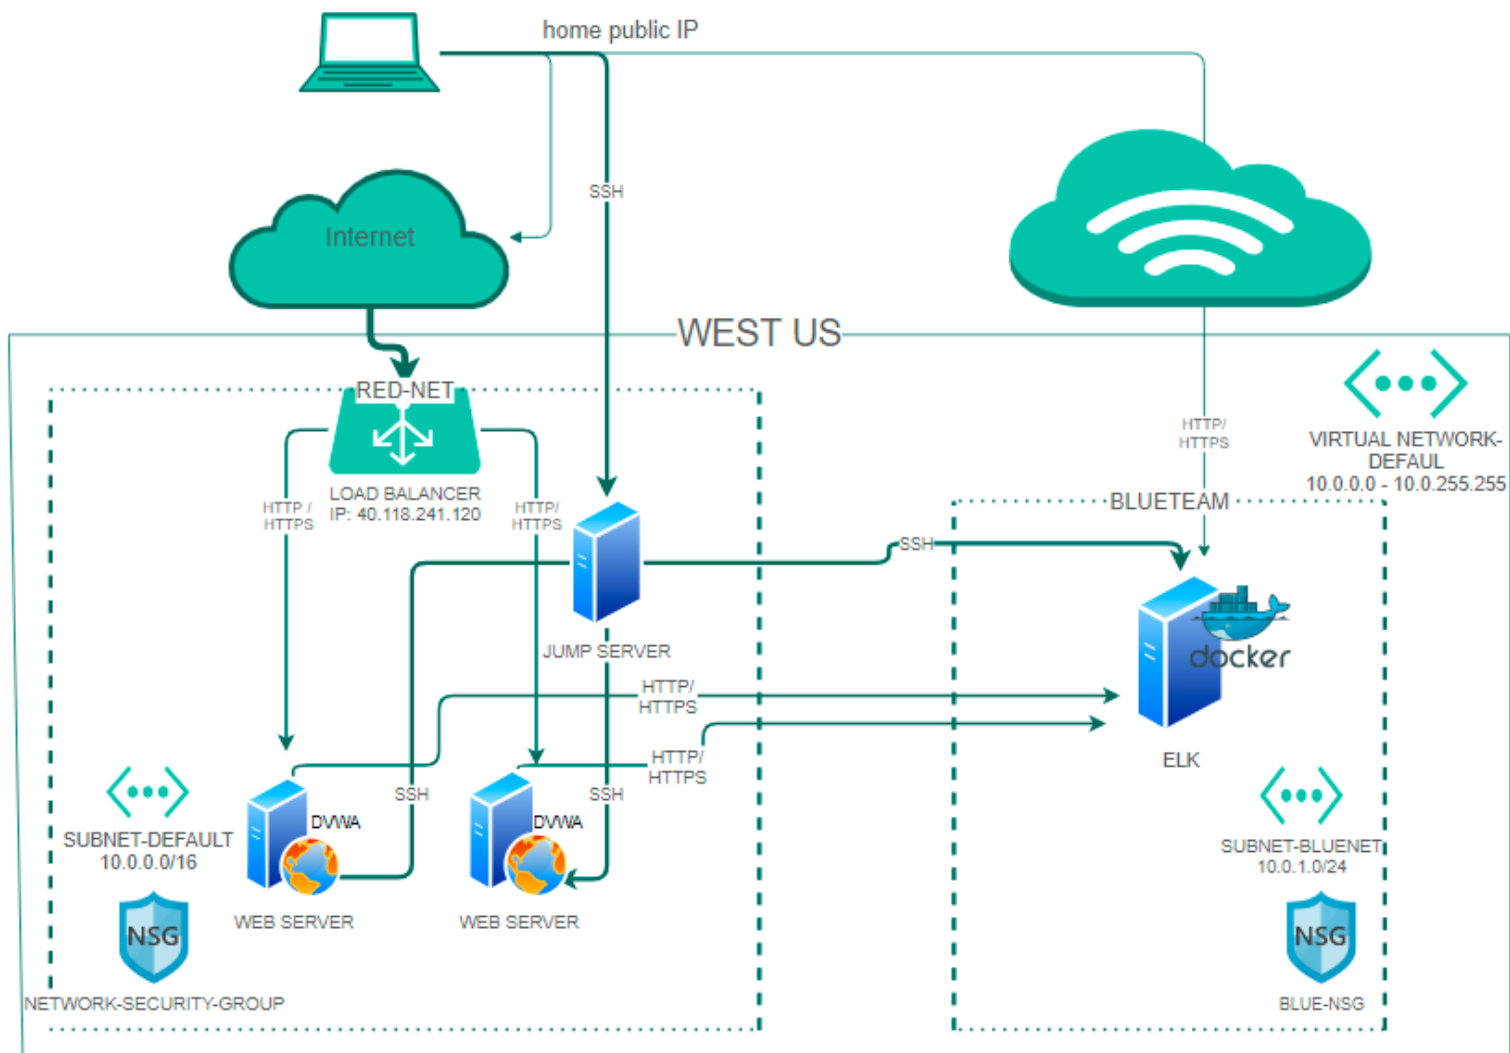 home public IP
SSH
Internet
WEST US
RED-NET
LOAD BALANCER
IP: 40.118.241.120
HTTP /
HTTPS
HTTP/
HTTPS
HTTP/
HTTPS
VIRTUAL NETWORK-
DEFAUL
10.0.0.0 - 10.0.255.255
BLUETEAM
SSH
JUMP SERVER
docker
HTTP/
HTTPS
HTTP/
HTTPS
ELK
SSH
SSH
DVWA
DVWA
SUBNET-DEFAULT
10.0.0.0/16
SUBNET-BLUENET
10.0.1.0/24
WEB SERVER
WEB SERVER
NSG
NSG
NETWORK-SECURITY-GROUP
BLUE-NSG